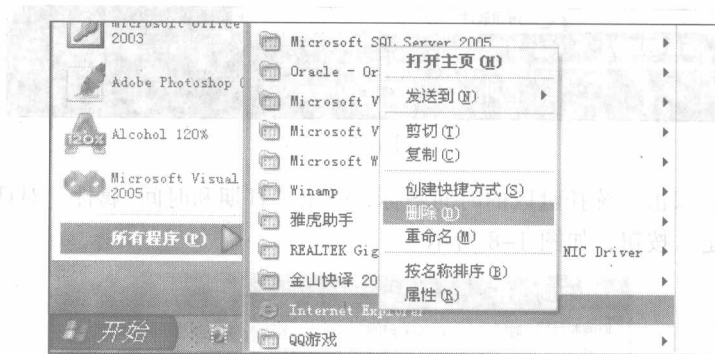 Microsoft Office
2003
Adobe Photoshop
Alcohol 120%
Microsoft Visual
2005
所有程序(P)
开始
Microsoft SQL Server 2005
Oracle - Or
Microsoft V
Microsoft V
Microsoft W
Winamp
雅虎助手
REALTEK Gig
NIC Driver
金山快译 20
Internet Explorer
QQ游戏
打开主页(H)
发送到(N)
剪切(T)
复制(C)
创建快捷方式(S)
删除(D)
重命名(M)
按名称排序(B)
属性(R)